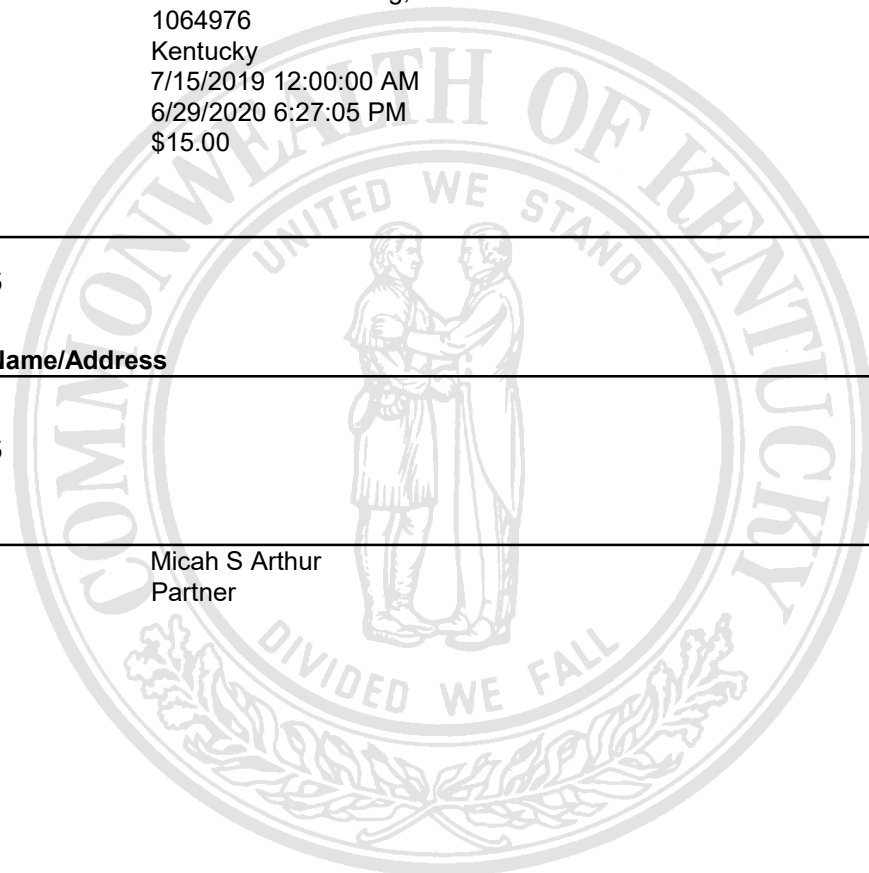 1064976
Kentucky
7/15/2019 12:00:00 AM
6/29/2020 6:27:05 PM
$15.00
Name/Address
Micah S Arthur
Partner
COMMONWEALTH OF KENTUCKY
UNITED WE STAND
DIVIDED WE FALL